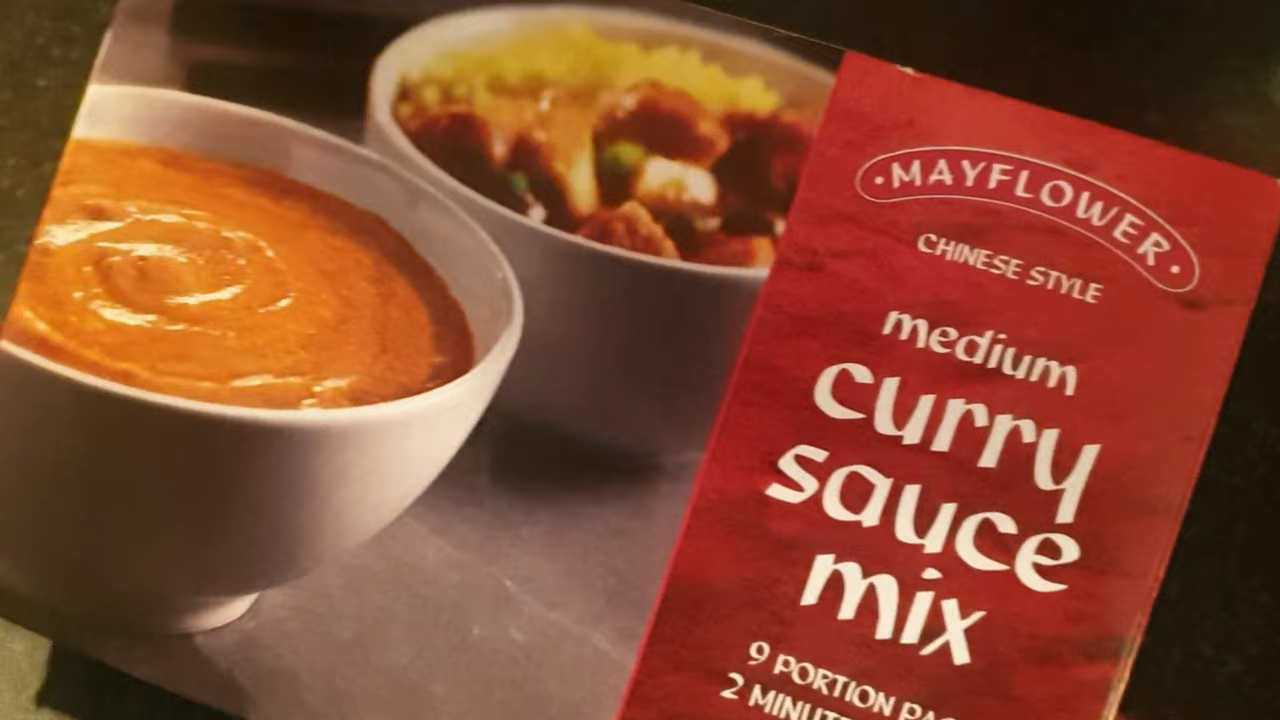 MAYFLOWER
CHINESE STYLE
medium
curry
sauce
mix
9 PORTION
2